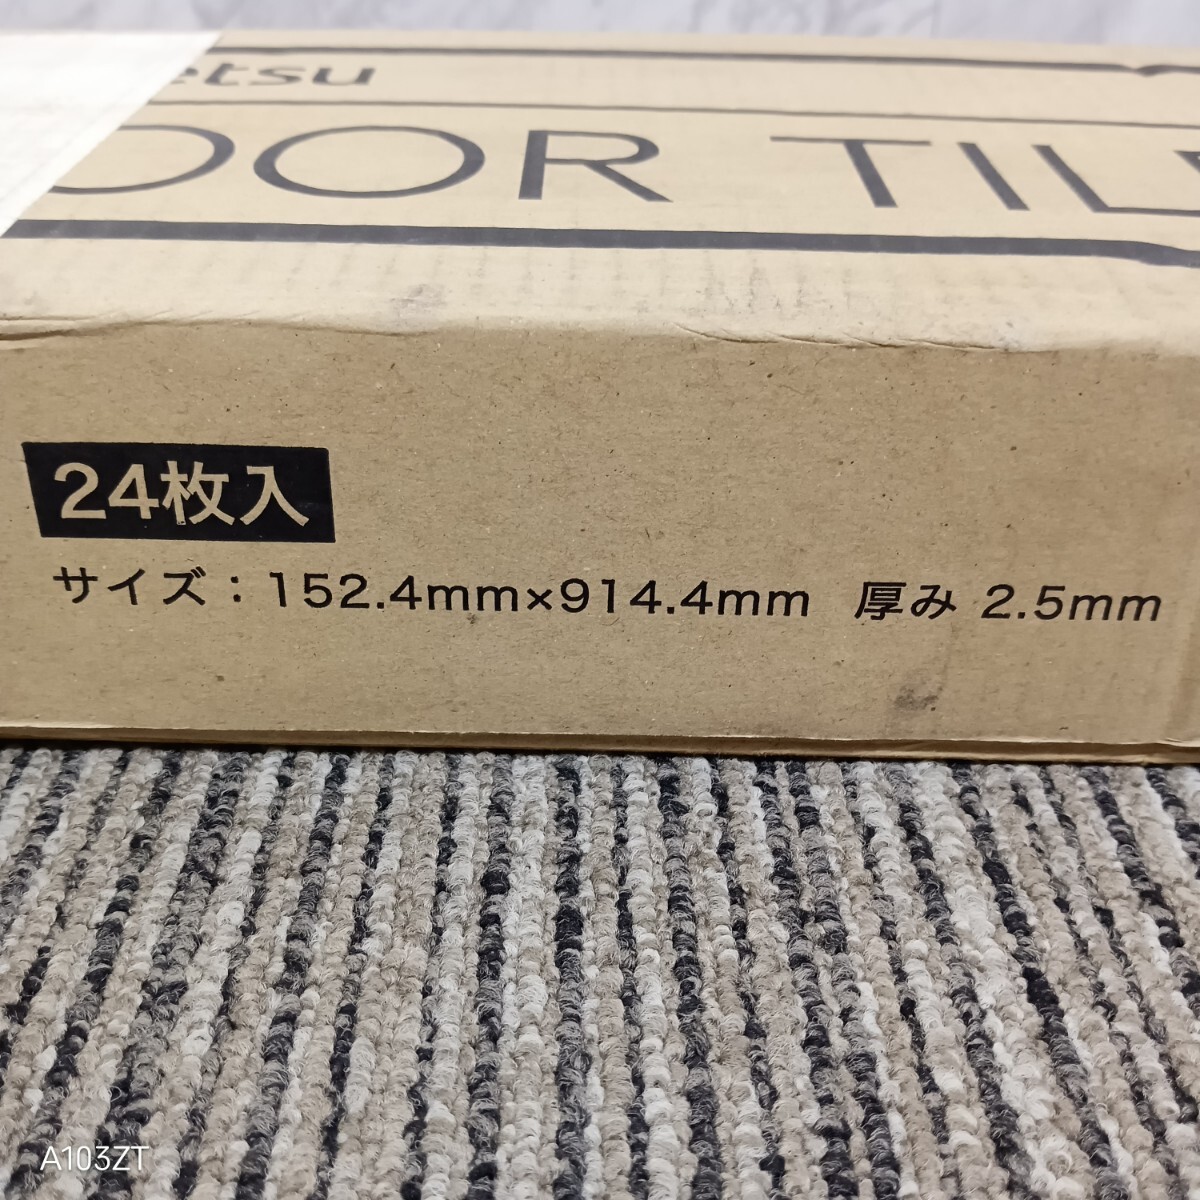 etsu
OOR TIL
24枚入
サイズ：152.4mm×914.4mm 厚み 2.5mm
A103ZT